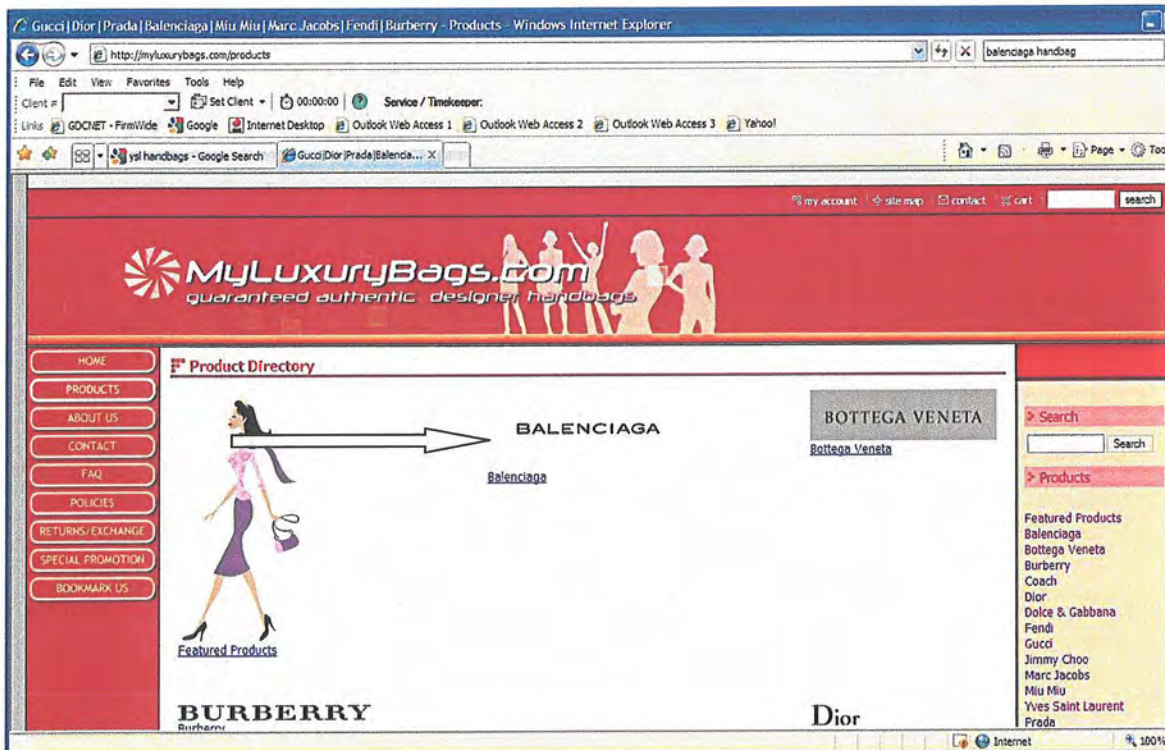 Gucci|Dior|Prada|Balenciaga|Miu Miu|Marc Jacobs|Fendi|Burberry - Products - Windows Internet Explorer
http://myluxurybags.com/products
balenciaga handbag
File Edit View Favorites Tools Help
Client # Set Client 00:00:00 Service / Timekeeper:
Links GDCNET - FirmWide Google Internet Desktop Outlook Web Access 1 Outlook Web Access 2 Outlook Web Access 3 Yahoo!
ysl handbags - Google Search Gucci|Dior|Prada|Balencia... X Page Too
my account site map contact cart search
MyLuxuryBags.com
guaranteed authentic designer handbags
HOME
PRODUCTS
ABOUT US
CONTACT
FAQ
POLICIES
RETURNS/EXCHANGE
SPECIAL PROMOTION
BOOKMARK US
Product Directory
BALENCIAGA
Balenciaga
BOTTEGA VENETA
Bottega Veneta
Featured Products
BURBERRY
Burberry
Dior
> Search
Search
> Products
Featured Products
Balenciaga
Bottega Veneta
Burberry
Coach
Dior
Dolce & Gabbana
Fendi
Gucci
Jimmy Choo
Marc Jacobs
Miu Miu
Yves Saint Laurent
Prada
Internet 100%